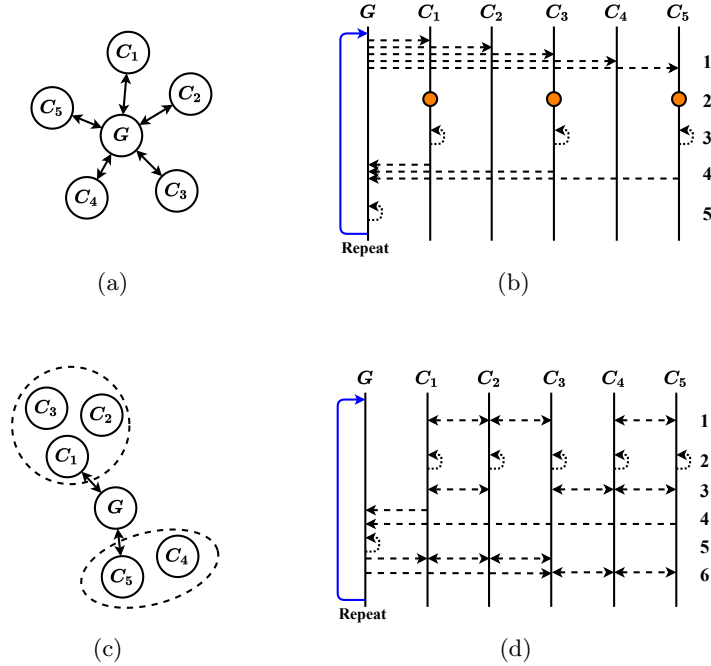 C₁
C₂
C₅
G
C₄
C₃
(a)
G C₁ C₂ C₃ C₄ C₅
1
2
3
4
5
Repeat
(b)
C₃
C₂
C₁
G
C₄
C₅
(c)
G C₁ C₂ C₃ C₄ C₅
1
2
3
4
5
6
Repeat
(d)